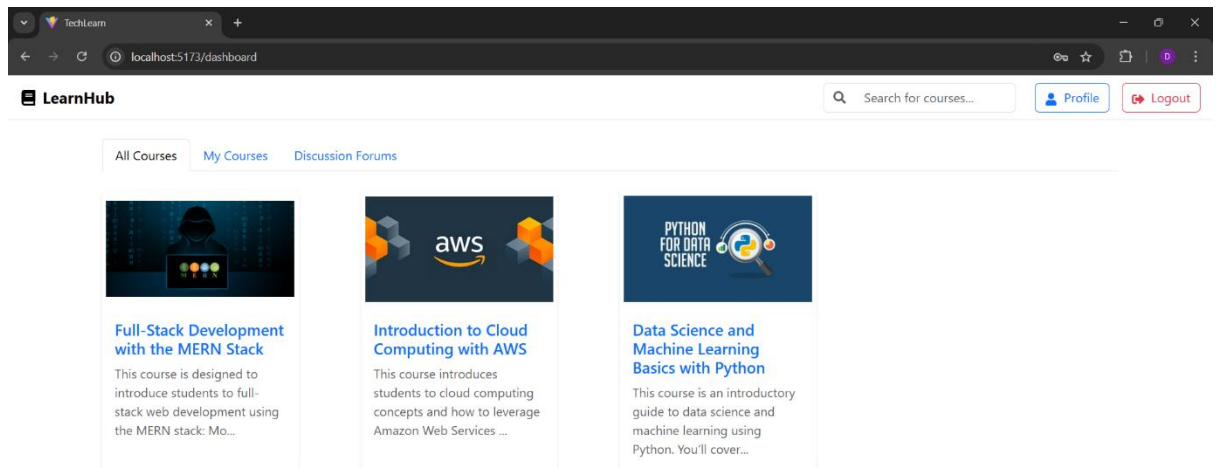 TechLearn
localhost:5173/dashboard
D
LearnHub
Search for courses...
Profile
Logout
All Courses
My Courses
Discussion Forums
MERN
aws
PYTHON
FOR DATA
SCIENCE
Full-Stack Development
with the MERN Stack
This course is designed to
introduce students to full-
stack web development using
the MERN stack: Mo...
Introduction to Cloud
Computing with AWS
This course introduces
students to cloud computing
concepts and how to leverage
Amazon Web Services ...
Data Science and
Machine Learning
Basics with Python
This course is an introductory
guide to data science and
machine learning using
Python. You'll cover...